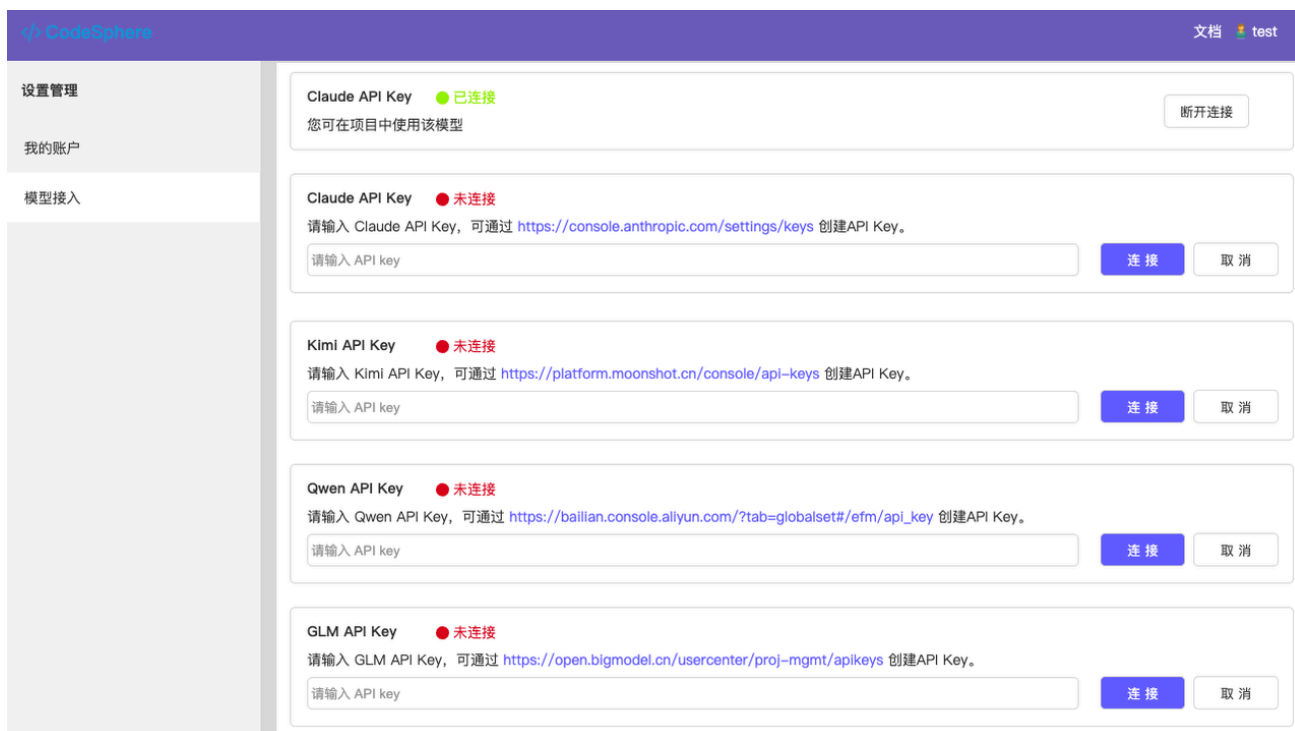 </> CodeSphere
文档 test
设置管理
我的账户
模型接入
Claude API Key 已连接
您可在项目中使用该模型
断开连接
Claude API Key 未连接
请输入 Claude API Key，可通过 https://console.anthropic.com/settings/keys 创建API Key。
请输入 API key
连 接 取 消
Kimi API Key 未连接
请输入 Kimi API Key，可通过 https://platform.moonshot.cn/console/api-keys 创建API Key。
请输入 API key
连 接 取 消
Qwen API Key 未连接
请输入 Qwen API Key，可通过 https://bailian.console.aliyun.com/?tab=globalset#/efm/api_key 创建API Key。
请输入 API key
连 接 取 消
GLM API Key 未连接
请输入 GLM API Key，可通过 https://open.bigmodel.cn/usercenter/proj-mgmt/apikeys 创建API Key。
请输入 API key
连 接 取 消